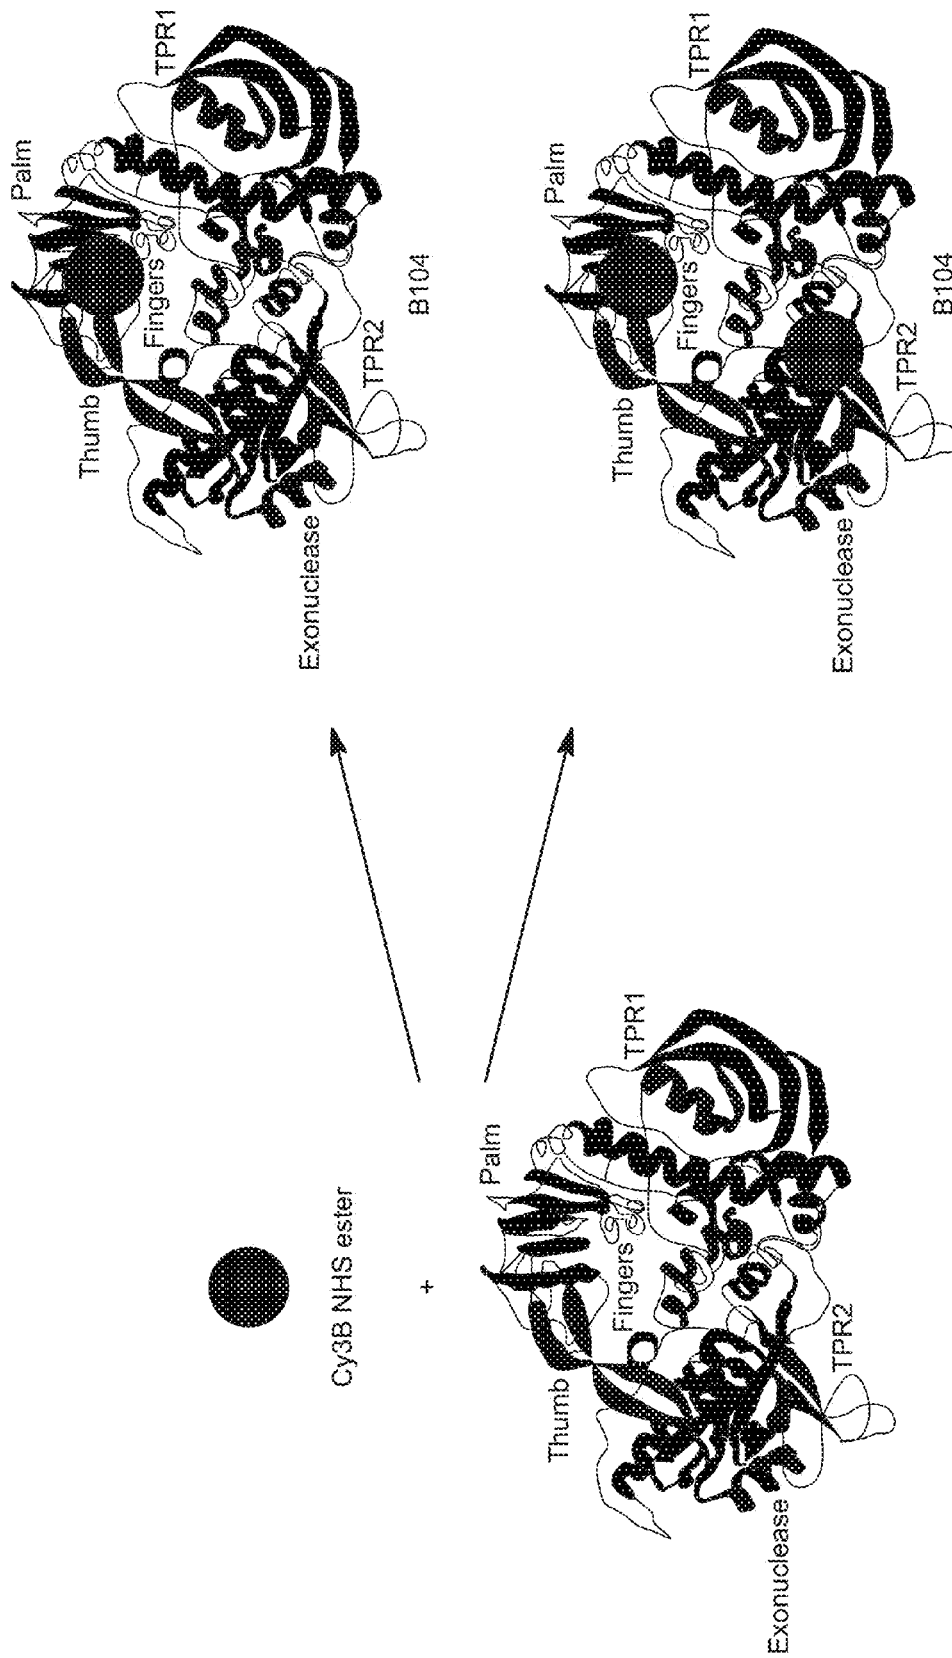 Cy3B NHS ester
+
Palm
Thumb
Fingers
TPR1
Exonuclease
TPR2
Palm
Thumb
Fingers
TPR1
Exonuclease
TPR2
B104
Palm
Thumb
Fingers
TPR1
Exonuclease
TPR2
B104